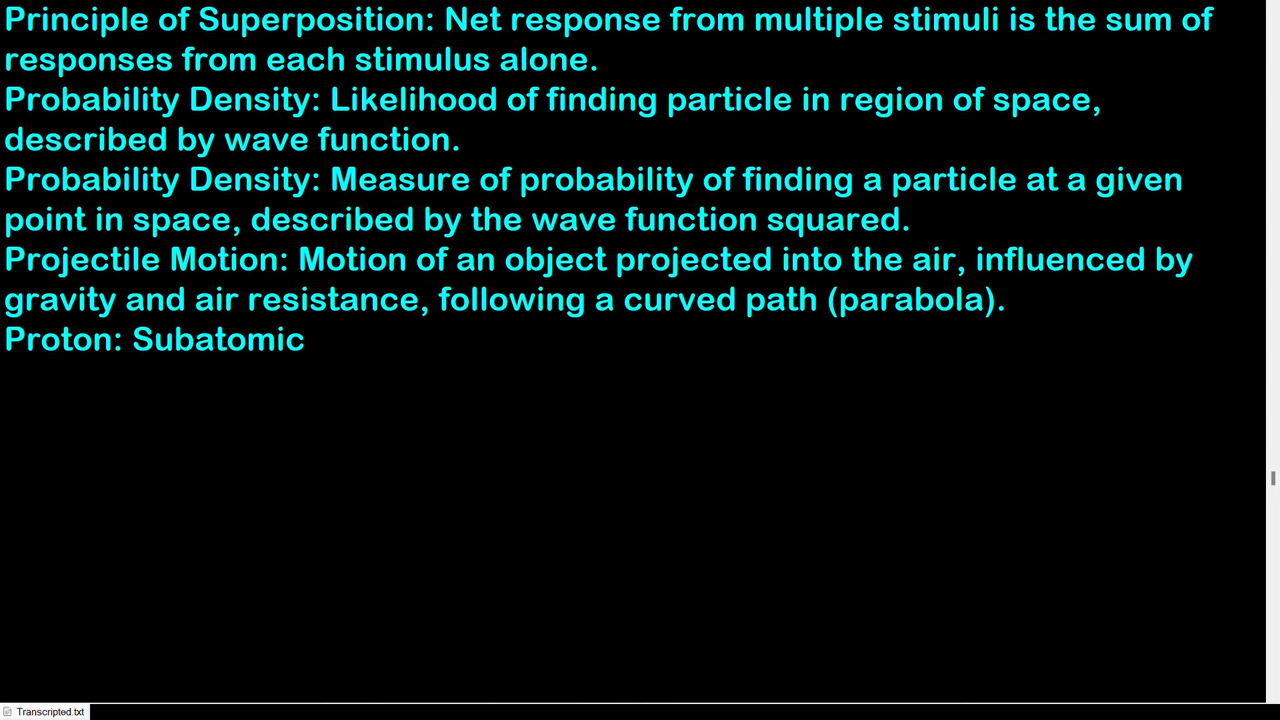 Principle of Superposition: Net response from multiple stimuli is the sum of
responses from each stimulus alone.
Probability Density: Likelihood of finding particle in region of space,
described by wave function.
Probability Density: Measure of probability of finding a particle at a given
point in space, described by the wave function squared.
Projectile Motion: Motion of an object projected into the air, influenced by
gravity and air resistance, following a curved path (parabola).
Proton: Subatomic
Transcripted.txt